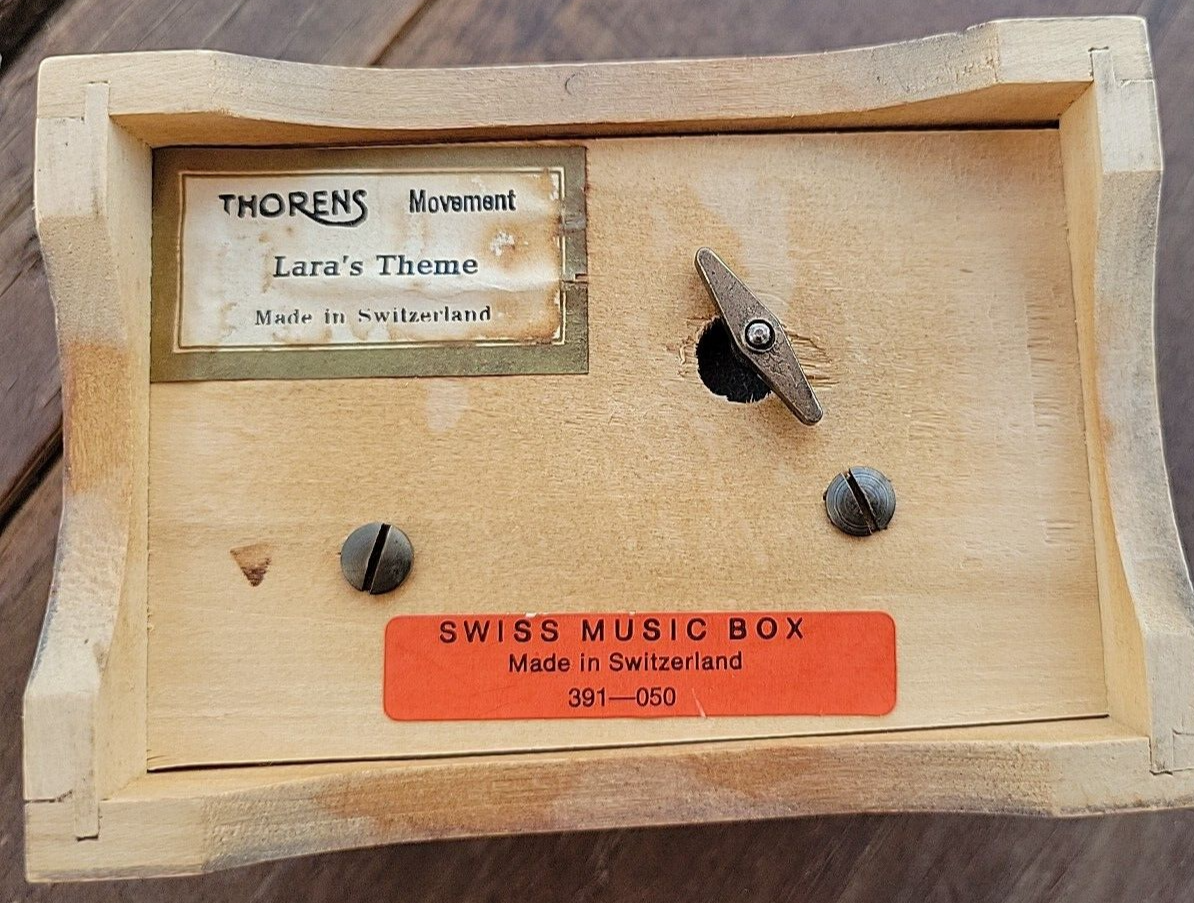 THORENS Movement
Lara's Theme
Made in Switzerland
SWISS MUSIC BOX
Made in Switzerland
391—050